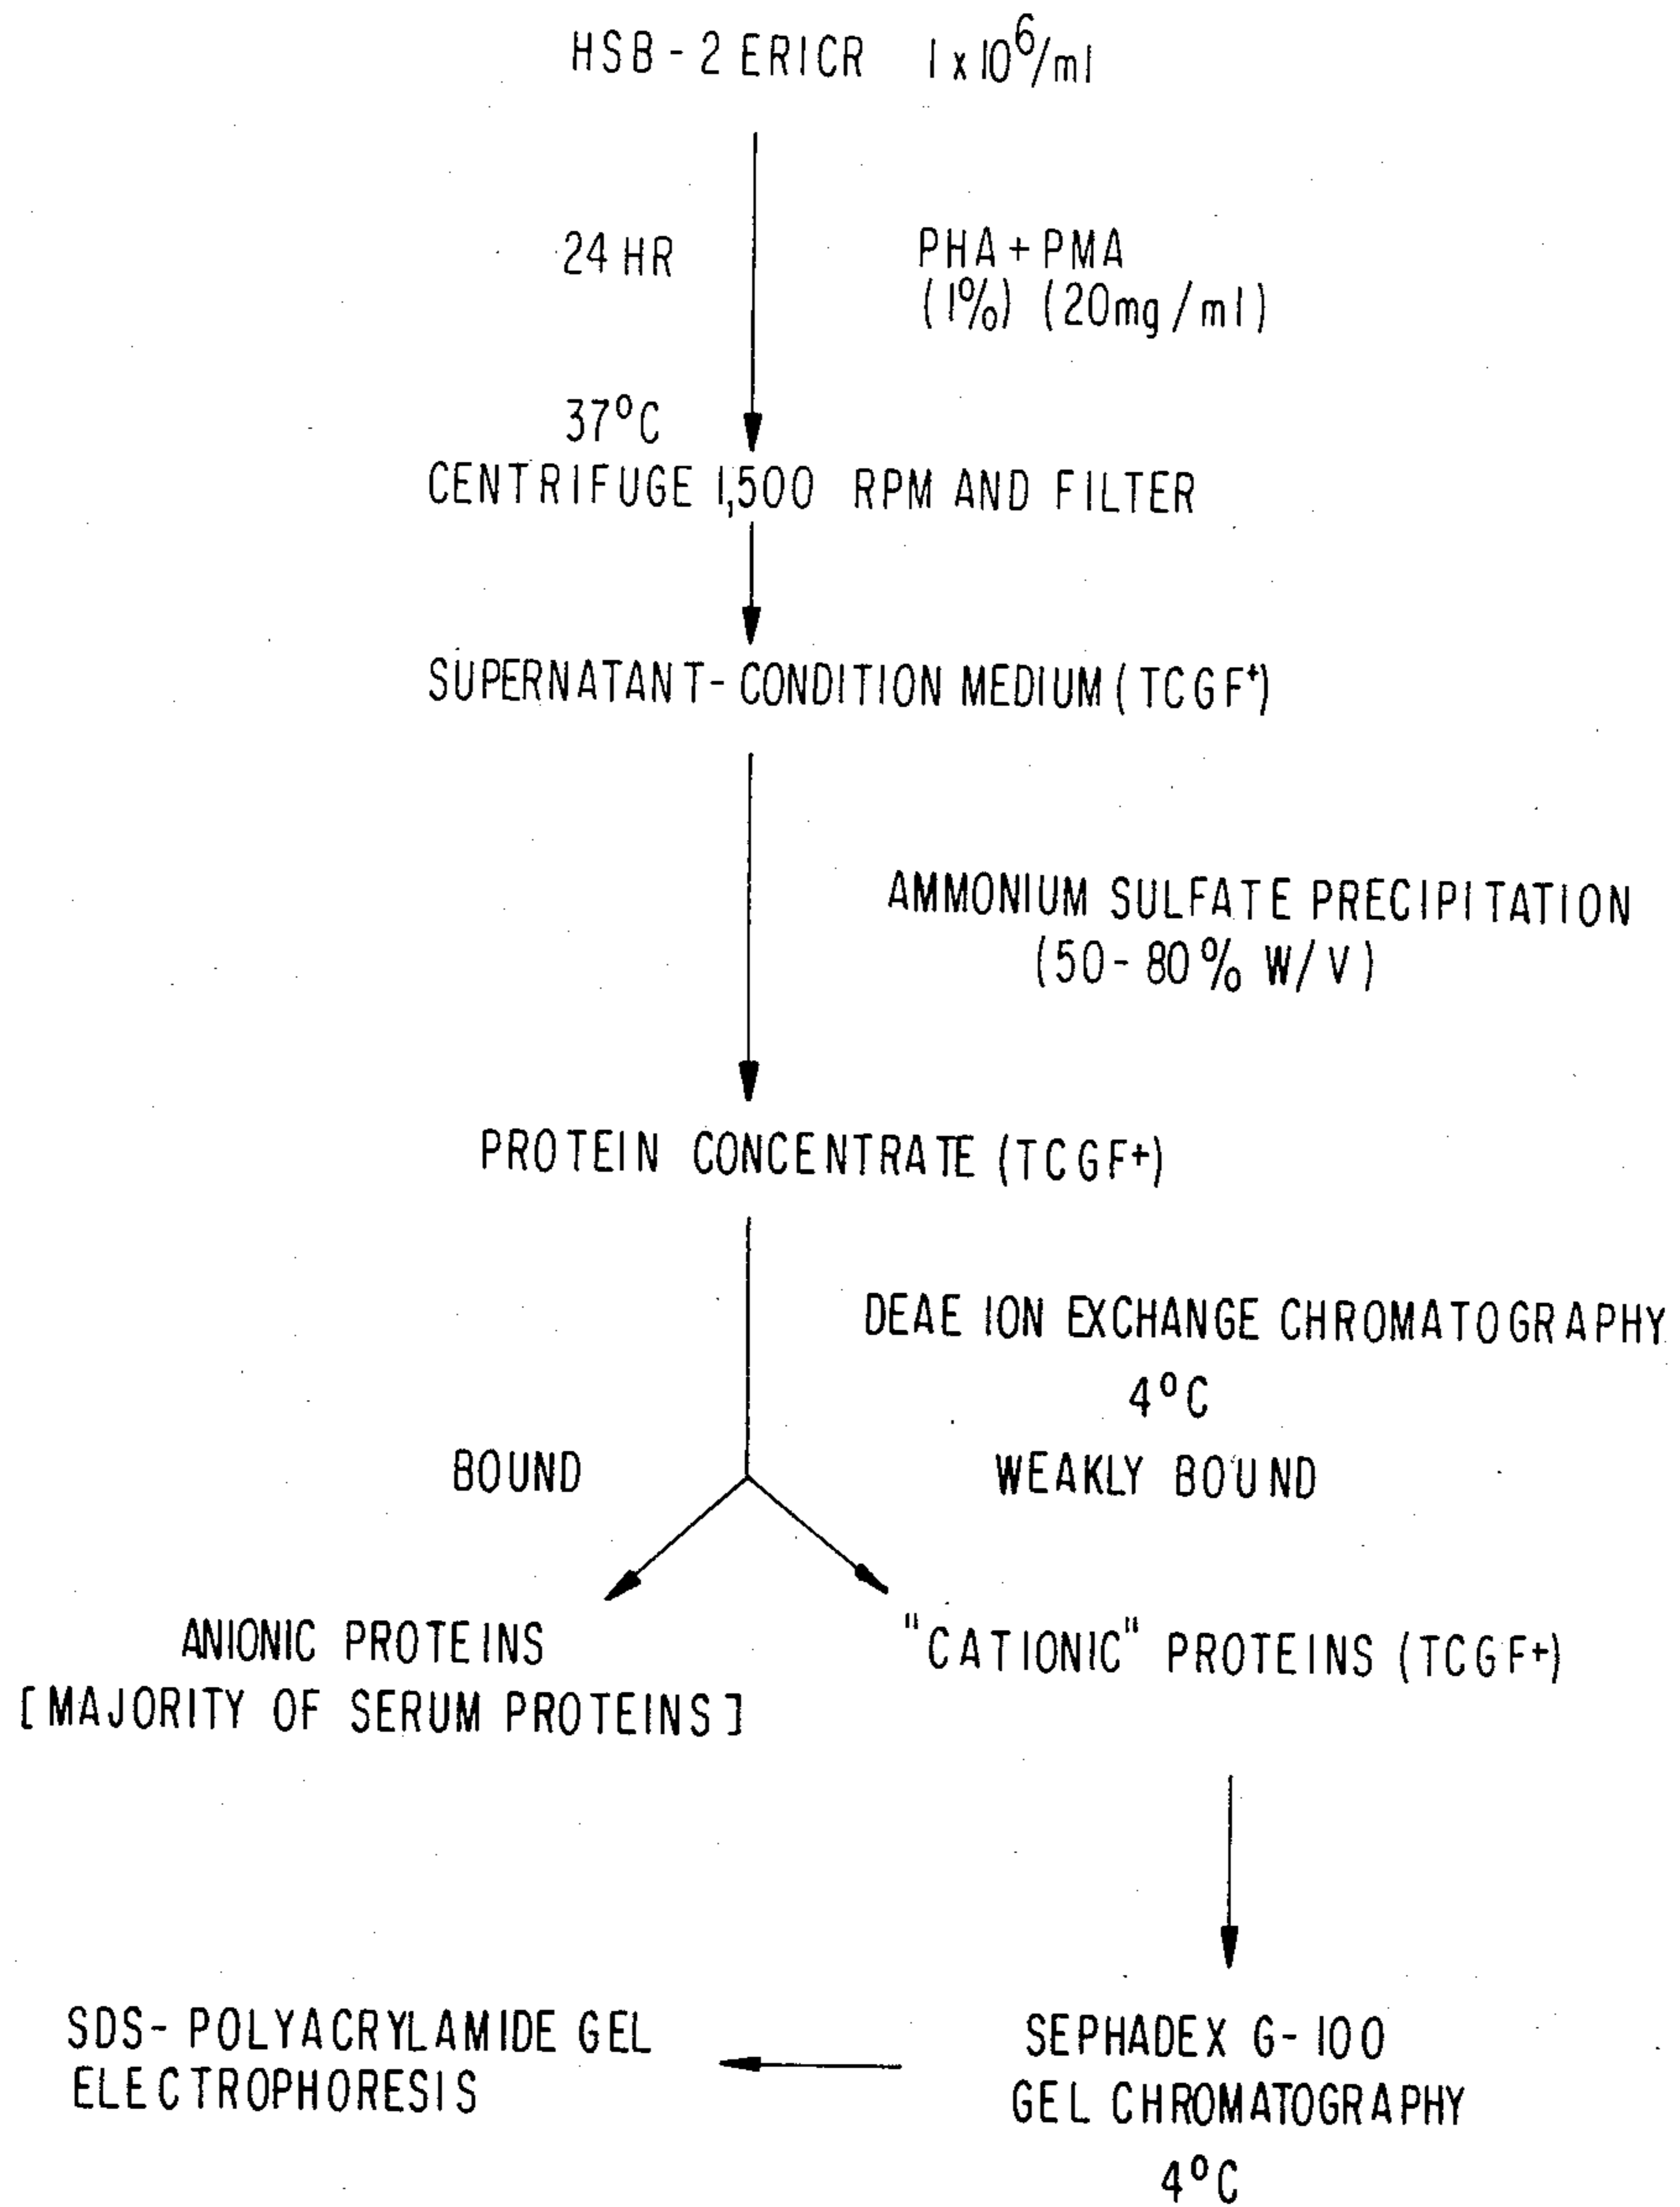 HSB-2 ERICR 1 x 10⁶/ml
24 HR
PHA + PMA
(1%) (20mg/ml)
37°C
CENTRIFUGE 1,500 RPM AND FILTER
SUPERNATANT-CONDITION MEDIUM (TCGF⁺)
AMMONIUM SULFATE PRECIPITATION
(50-80% W/V)
PROTEIN CONCENTRATE (TCGF+)
DEAE ION EXCHANGE CHROMATOGRAPHY
4°C
BOUND
WEAKLY BOUND
ANIONIC PROTEINS
[MAJORITY OF SERUM PROTEINS]
"CATIONIC" PROTEINS (TCGF+)
SEPHADEX G-100
GEL CHROMATOGRAPHY
4°C
SDS-POLYACRYLAMIDE GEL
ELECTROPHORESIS